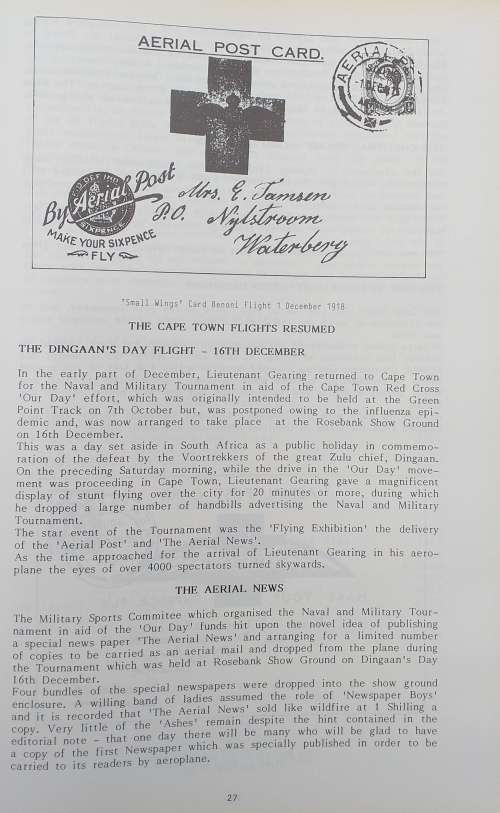 AERIAL POST CARD.
AERIAL P
By Aerial Post
SIXPENCE
MAKE YOUR SIXPENCE
FLY
Mrs. E. Tamsen
P.O. Nylstroom
Waterberg
'Small Wings' Card Benoni Flight 1 December 1918
THE CAPE TOWN FLIGHTS RESUMED
THE DINGAAN'S DAY FLIGHT - 16TH DECEMBER
In the early part of December, Lieutenant Gearing returned to Cape Town
for the Naval and Military Tournament in aid of the Cape Town Red Cross
'Our Day' effort, which was originally intended to be held at the Green
Point Track on 7th October but, was postponed owing to the influenza epi-
demic and, was now arranged to take place at the Rosebank Show Ground
on 16th December.
This was a day set aside in South Africa as a public holiday in commemo-
ration of the defeat by the Voortrekkers of the great Zulu chief, Dingaan.
On the preceding Saturday morning, while the drive in the 'Our Day' move-
ment was proceeding in Cape Town, Lieutenant Gearing gave a magnificent
display of stunt flying over the city for 20 minutes or more, during which
he dropped a large number of handbills advertising the Naval and Military
Tournament.
The star event of the Tournament was the 'Flying Exhibition' the delivery
of the 'Aerial Post' and 'The Aerial News'.
As the time approached for the arrival of Lieutenant Gearing in his aero-
plane the eyes of over 4000 spectators turned skywards.
THE AERIAL NEWS
The Military Sports Commitee which organised the Naval and Military Tour-
nament in aid of the 'Our Day' funds hit upon the novel idea of publishing
a special news paper 'The Aerial News' and arranging for a limited number
of copies to be carried as an aerial mail and dropped from the plane during
the Tournament which was held at Rosebank Show Ground on Dingaan's Day
16th December.
Four bundles of the special newspapers were dropped into the show ground
enclosure. A willing band of ladies assumed the role of 'Newspaper Boys'
and it is recorded that 'The Aerial News' sold like wildfire at 1 Shilling a
copy. Very little of the 'Ashes' remain despite the hint contained in the
editorial note - that one day there will be many who will be glad to have
a copy of the first Newspaper which was specially published in order to be
carried to its readers by aeroplane.
27